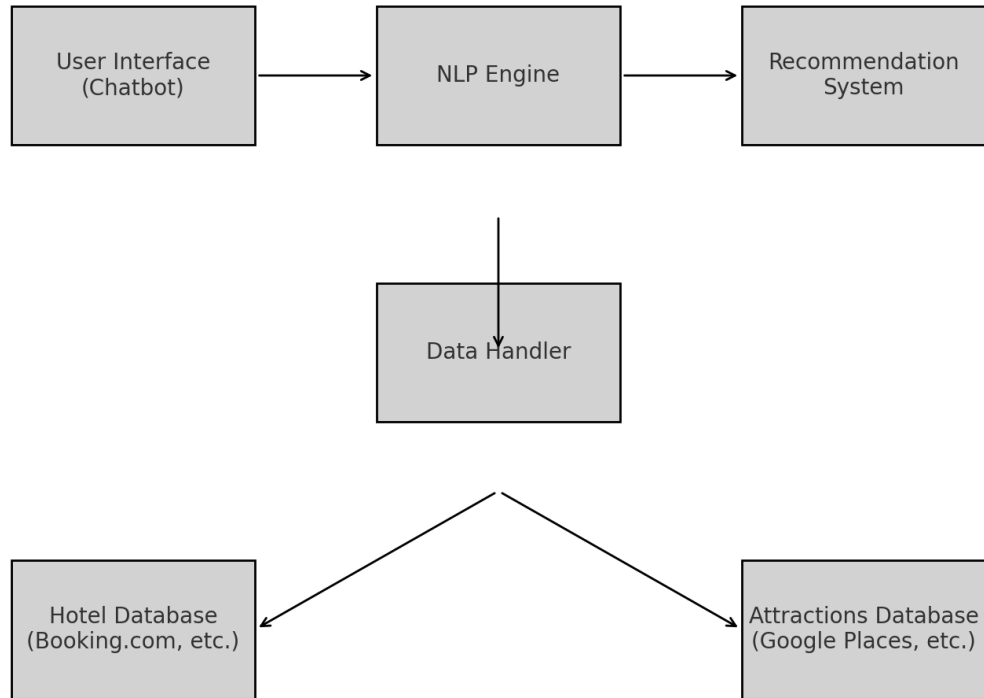 User Interface
(Chatbot)
NLP Engine
Recommendation
System
Data Handler
Hotel Database
(Booking.com, etc.)
Attractions Database
(Google Places, etc.)